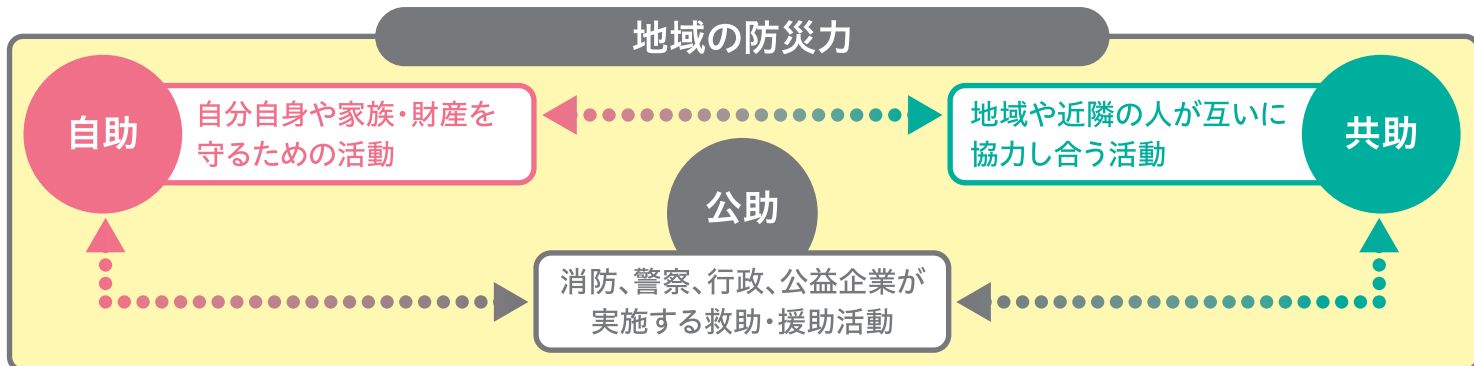 地域の防災力
自助
自分自身や家族・財産を
守るための活動
地域や近隣の人が互いに
協力し合う活動
共助
公助
消防、警察、行政、公益企業が
実施する救助・援助活動